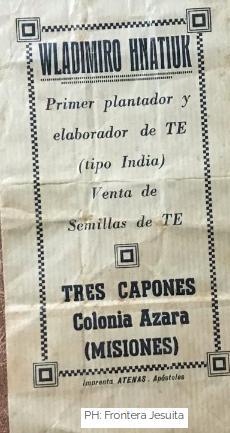 WLADIMIRO HNATIUK
Primer plantador y
elaborador de TE
(tipo India)
Venta de
Semillas de TE
TRES CAPONES
Colonia Azara
(MISIONES)
Imprenta ATENAS. Apóstoles
PH: Frontera Jesuita